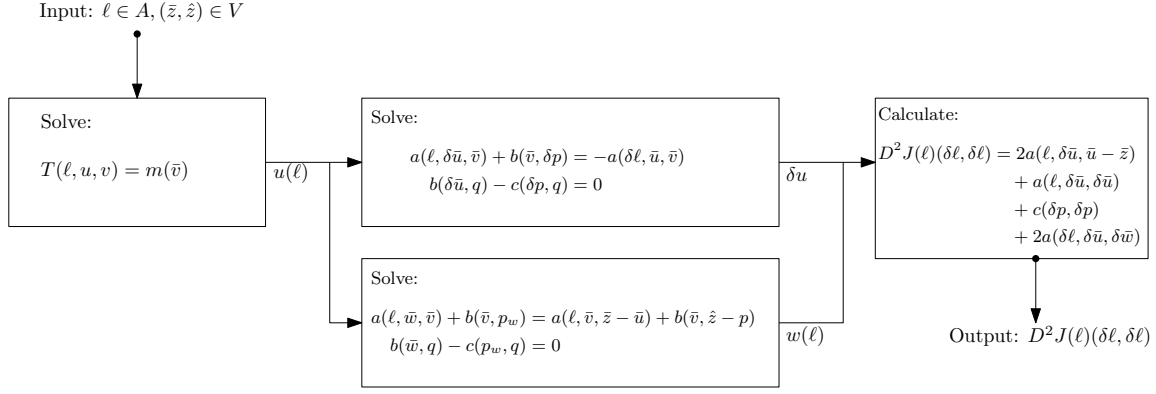 Input: ℓ ∈ A, (z̄, ẑ) ∈ V
Solve:
T(ℓ, u, v) = m(v̄)
u(ℓ)
Solve:
a(ℓ, δū, v̄) + b(v̄, δp) = −a(δℓ, ū, v̄)
b(δū, q) − c(δp, q) = 0
δu
Solve:
a(ℓ, w̄, v̄) + b(v̄, p_w) = a(ℓ, v̄, z̄ − ū) + b(v̄, ẑ − p)
b(w̄, q) − c(p_w, q) = 0
w(ℓ)
Calculate:
D²J(ℓ)(δℓ, δℓ) = 2a(ℓ, δū, ū − z̄)
+ a(ℓ, δū, δū)
+ c(δp, δp)
+ 2a(δℓ, δū, δw̄)
Output: D²J(ℓ)(δℓ, δℓ)